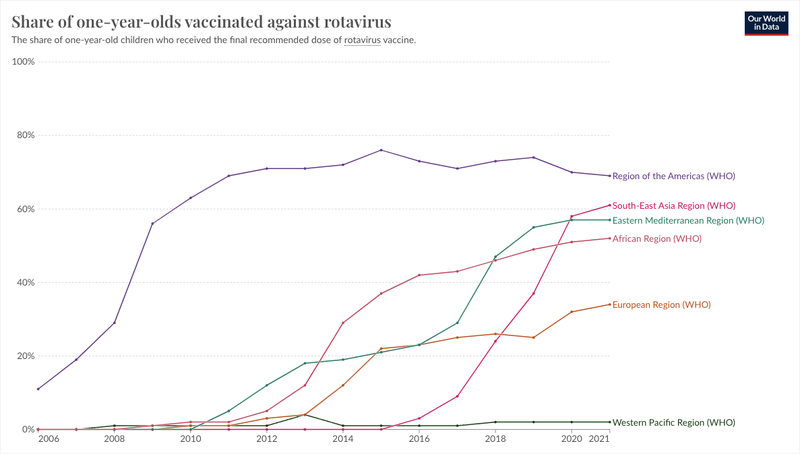 Share of one-year-olds vaccinated against rotavirus
The share of one-year-old children who received the final recommended dose of rotavirus vaccine.
Our World
in Data
100%
80%
60%
40%
20%
0%
Region of the Americas (WHO)
South-East Asia Region (WHO)
Eastern Mediterranean Region (WHO)
African Region (WHO)
European Region (WHO)
Western Pacific Region (WHO)
2006 2008 2010 2012 2014 2016 2018 2020 2021